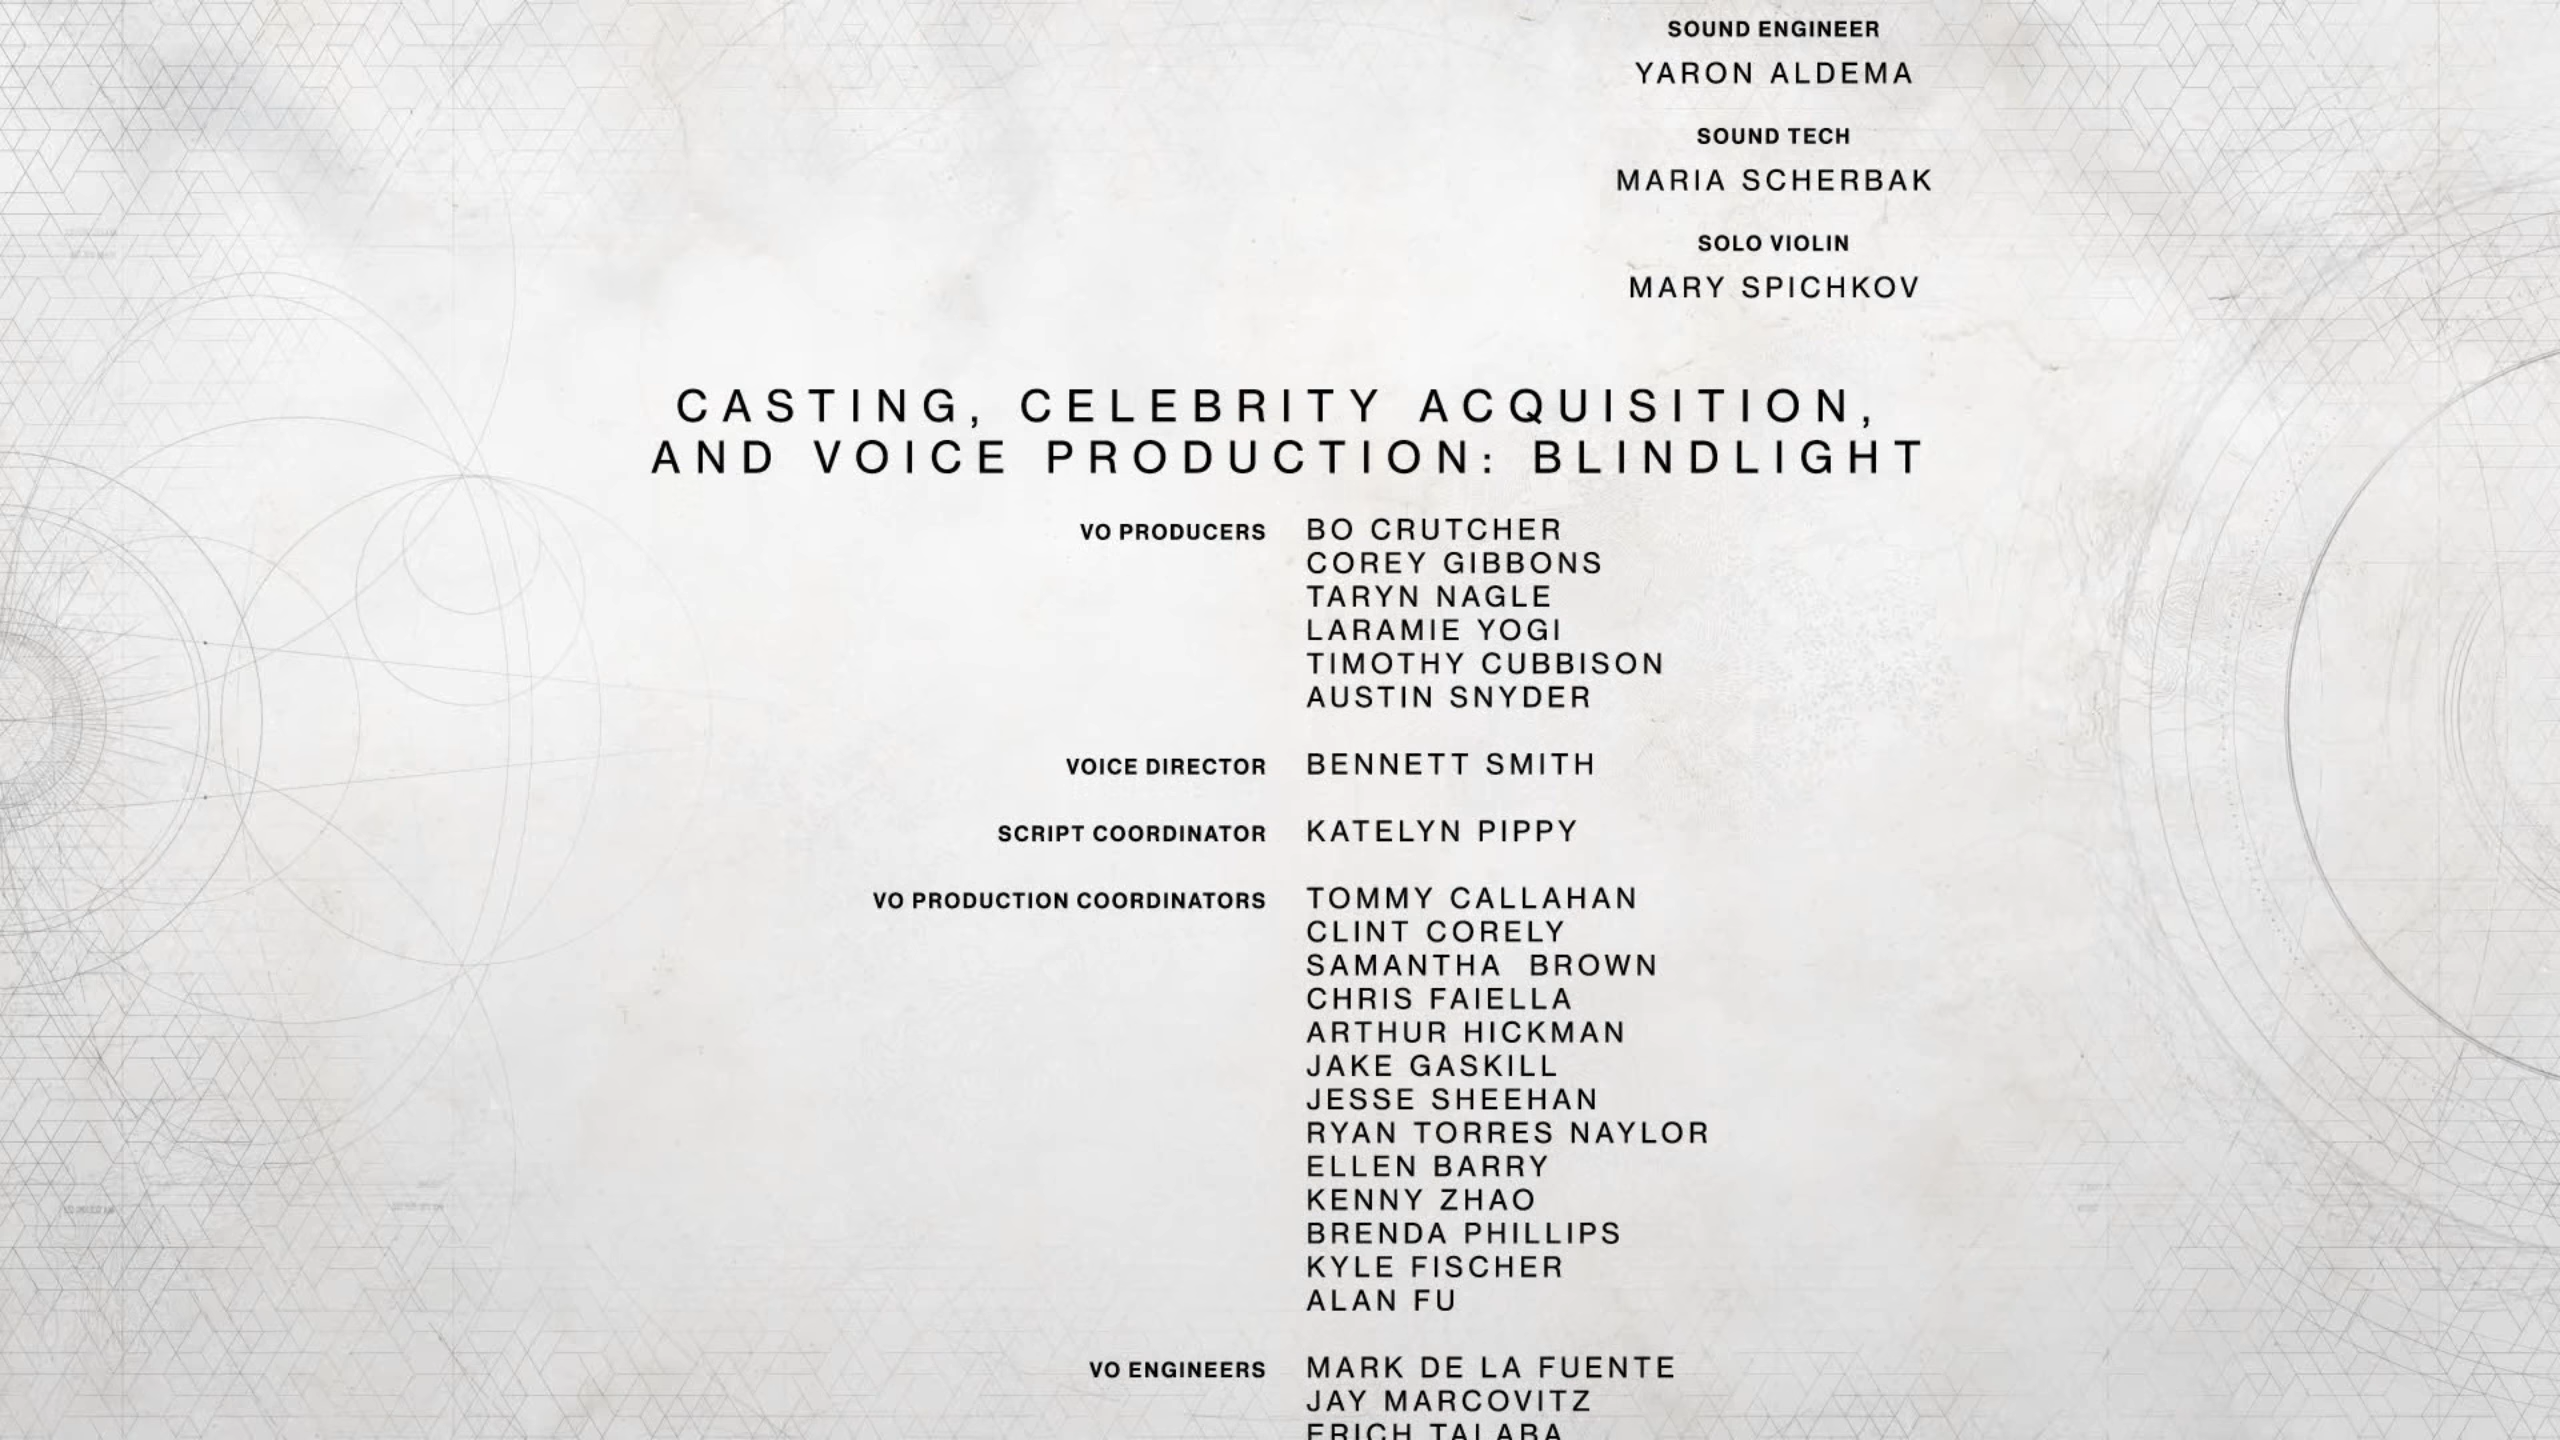 SOUND ENGINEER
YARON ALDEMA
SOUND TECH
MARIA SCHERBAK
SOLO VIOLIN
MARY SPICHKOV
CASTING, CELEBRITY ACQUISITION,
AND VOICE PRODUCTION: BLINDLIGHT
VO PRODUCERS BO CRUTCHER
COREY GIBBONS
TARYN NAGLE
LARAMIE YOGI
TIMOTHY CUBBISON
AUSTIN SNYDER
VOICE DIRECTOR BENNETT SMITH
SCRIPT COORDINATOR KATELYN PIPPY
VO PRODUCTION COORDINATORS TOMMY CALLAHAN
CLINT CORELY
SAMANTHA  BROWN
CHRIS FAIELLA
ARTHUR HICKMAN
JAKE GASKILL
JESSE SHEEHAN
RYAN TORRES NAYLOR
ELLEN BARRY
KENNY ZHAO
BRENDA PHILLIPS
KYLE FISCHER
ALAN FU
VO ENGINEERS MARK DE LA FUENTE
JAY MARCOVITZ
ERICH TALABA